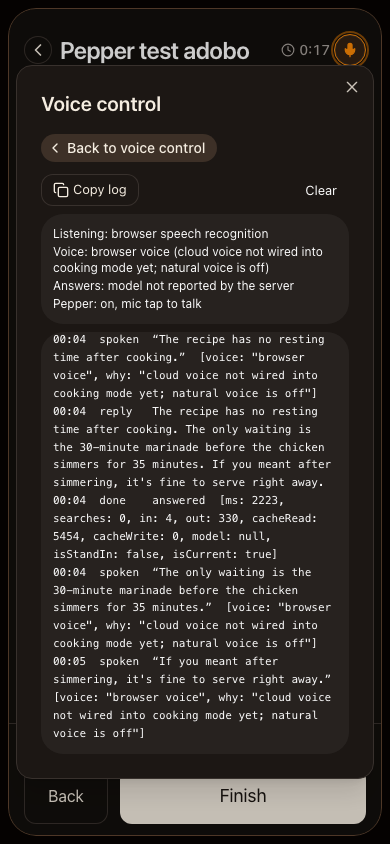 Pepper test adobo
0:17
Voice control
Back to voice control
Copy log
Clear
Listening: browser speech recognition
Voice: browser voice (cloud voice not wired into
cooking mode yet; natural voice is off)
Answers: model not reported by the server
Pepper: on, mic tap to talk
00:04 spoken “The recipe has no resting
time after cooking.” [voice: "browser
voice", why: "cloud voice not wired into
cooking mode yet; natural voice is off"]
00:04 reply The recipe has no resting
time after cooking. The only waiting is
the 30-minute marinade before the chicken
simmers for 35 minutes. If you meant after
simmering, it's fine to serve right away.
00:04 done answered [ms: 2223,
searches: 0, in: 4, out: 330, cacheRead:
5454, cacheWrite: 0, model: null,
isStandIn: false, isCurrent: true]
00:04 spoken “The only waiting is the
30-minute marinade before the chicken
simmers for 35 minutes.” [voice: "browser
voice", why: "cloud voice not wired into
cooking mode yet; natural voice is off"]
00:05 spoken “If you meant after
simmering, it's fine to serve right away.”
[voice: "browser voice", why: "cloud voice
not wired into cooking mode yet; natural
voice is off"]
Back
Finish